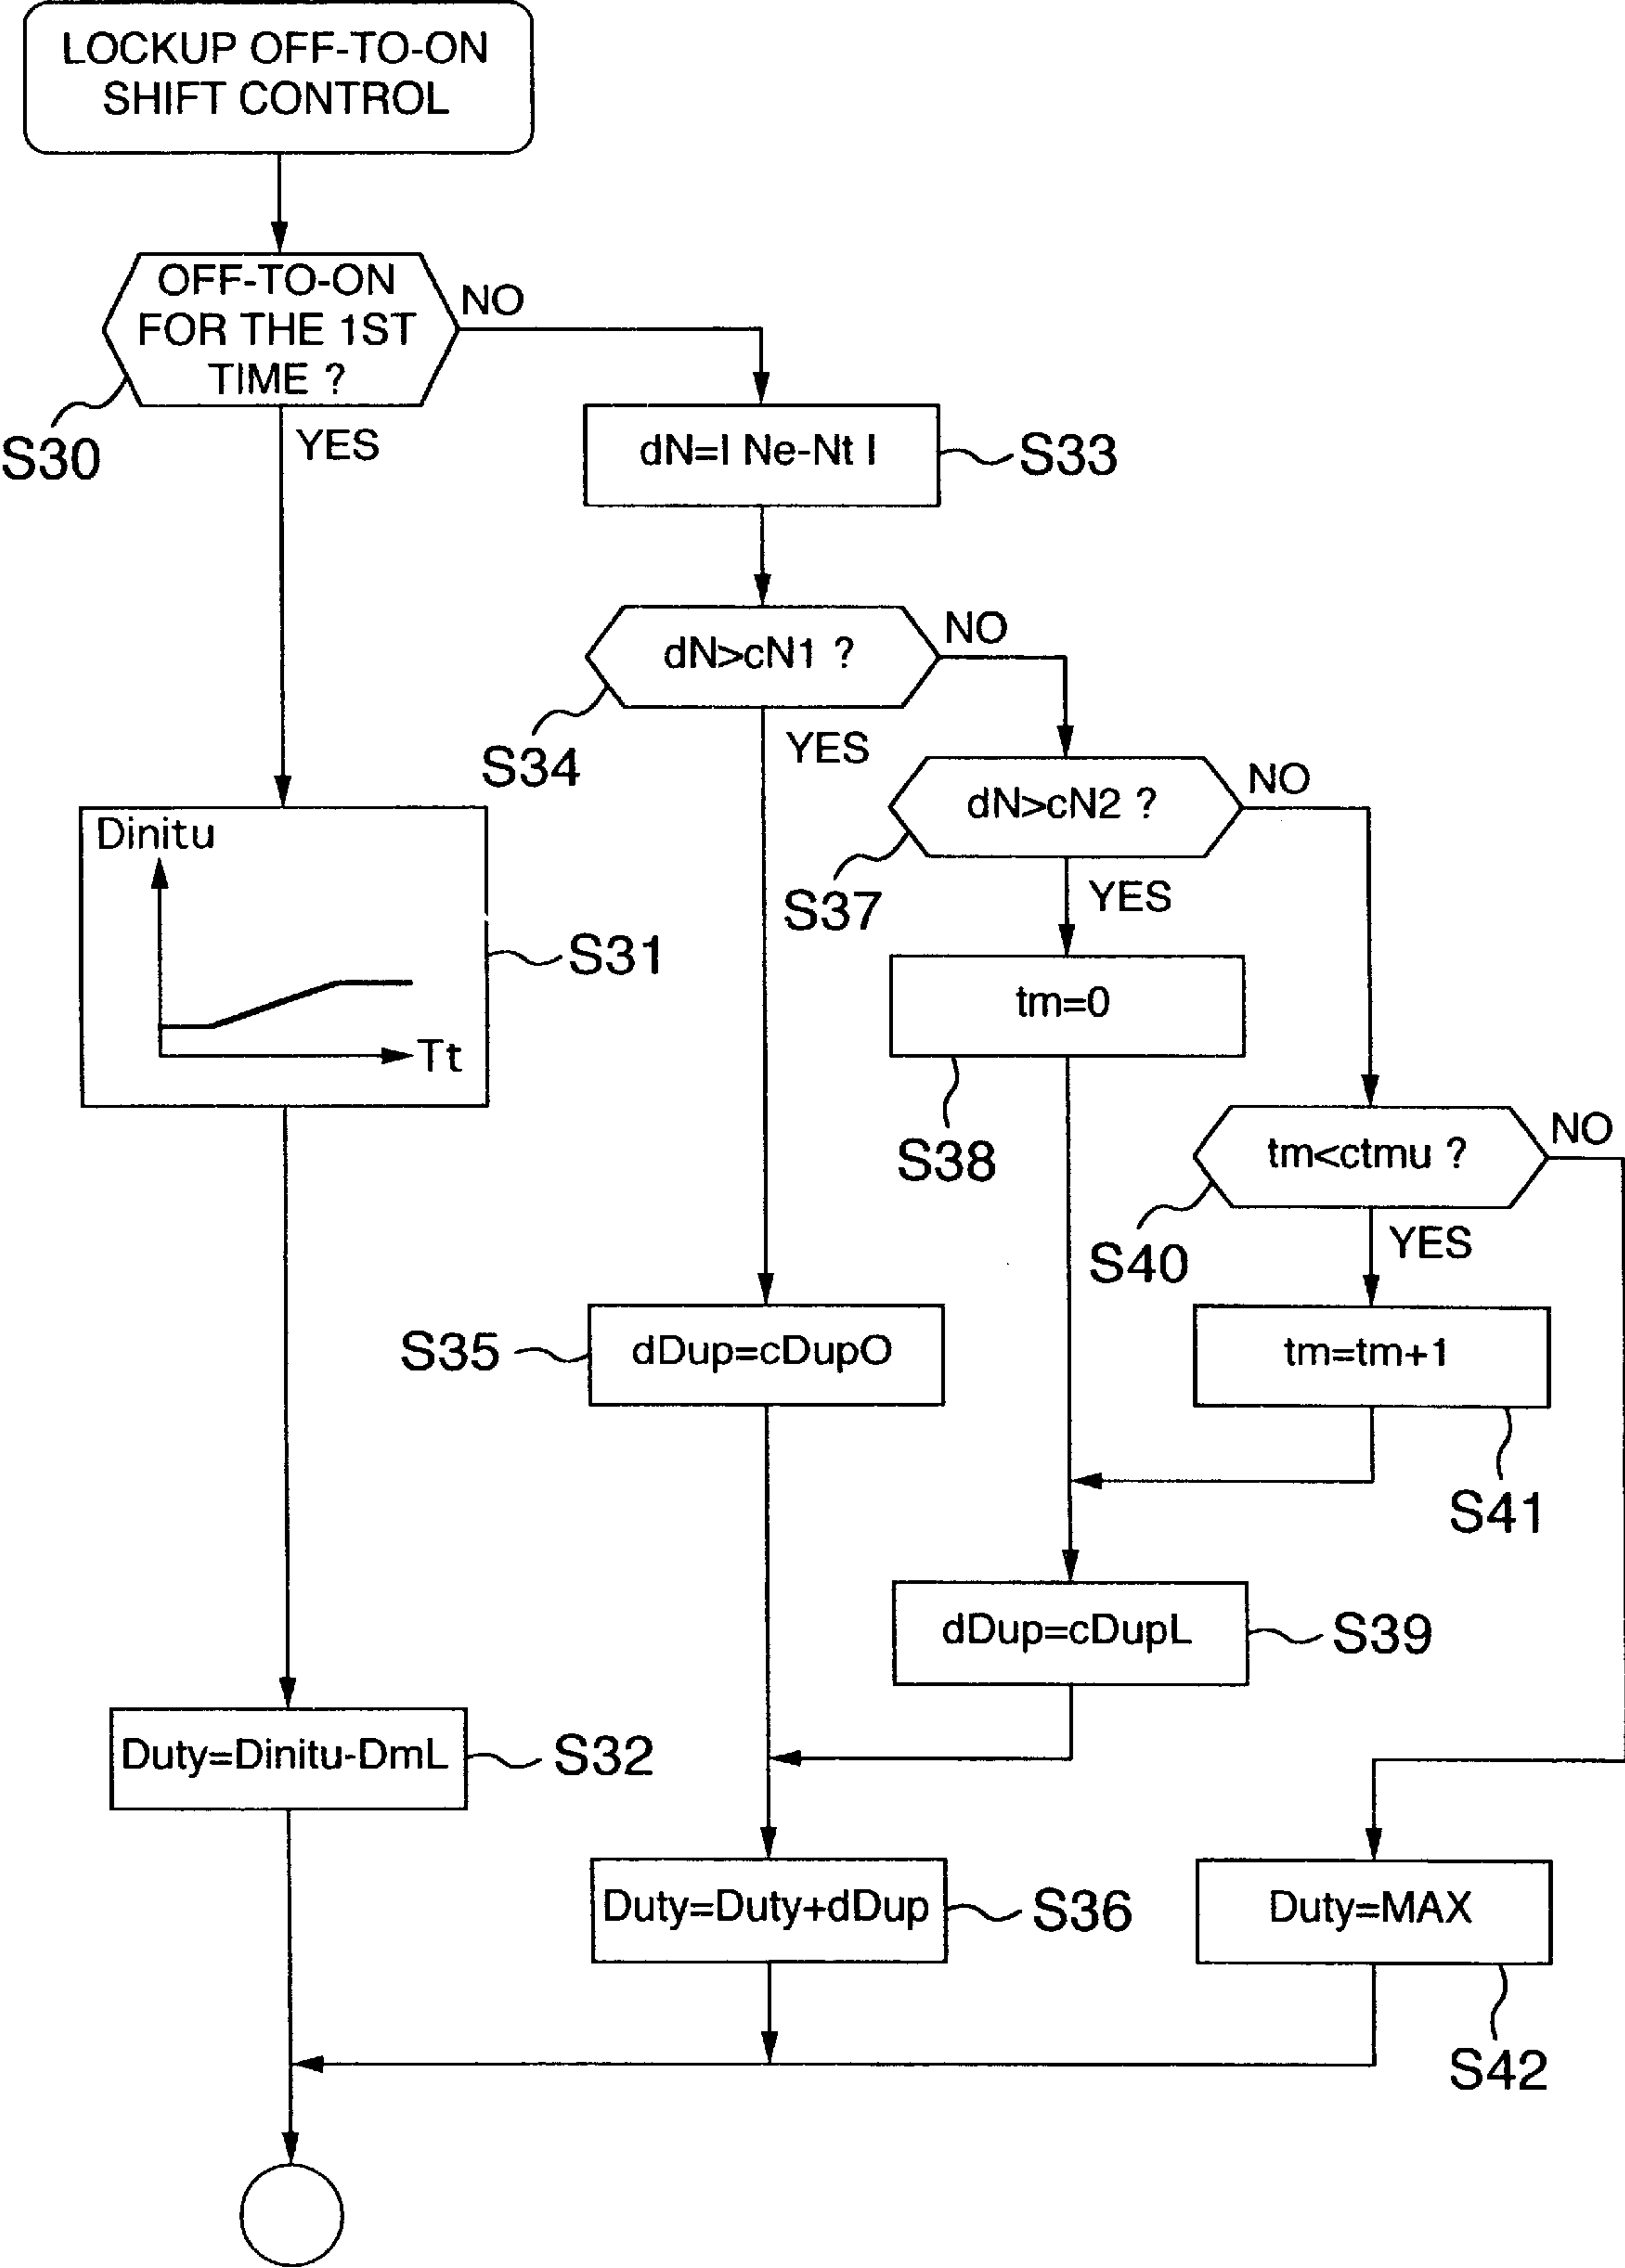 LOCKUP OFF-TO-ON
SHIFT CONTROL
OFF-TO-ON
FOR THE 1ST
TIME ?
NO
S30
YES
dN=I Ne-Nt I
S33
dN>cN1 ?
NO
S34
YES
dN>cN2 ?
NO
S37
YES
Dinitu
Tt
S31
tm=0
S38
tm<ctmu ?
NO
S40
YES
S35
dDup=cDupO
tm=tm+1
S41
dDup=cDupL
S39
Duty=Dinitu-DmL
S32
Duty=Duty+dDup
S36
Duty=MAX
S42